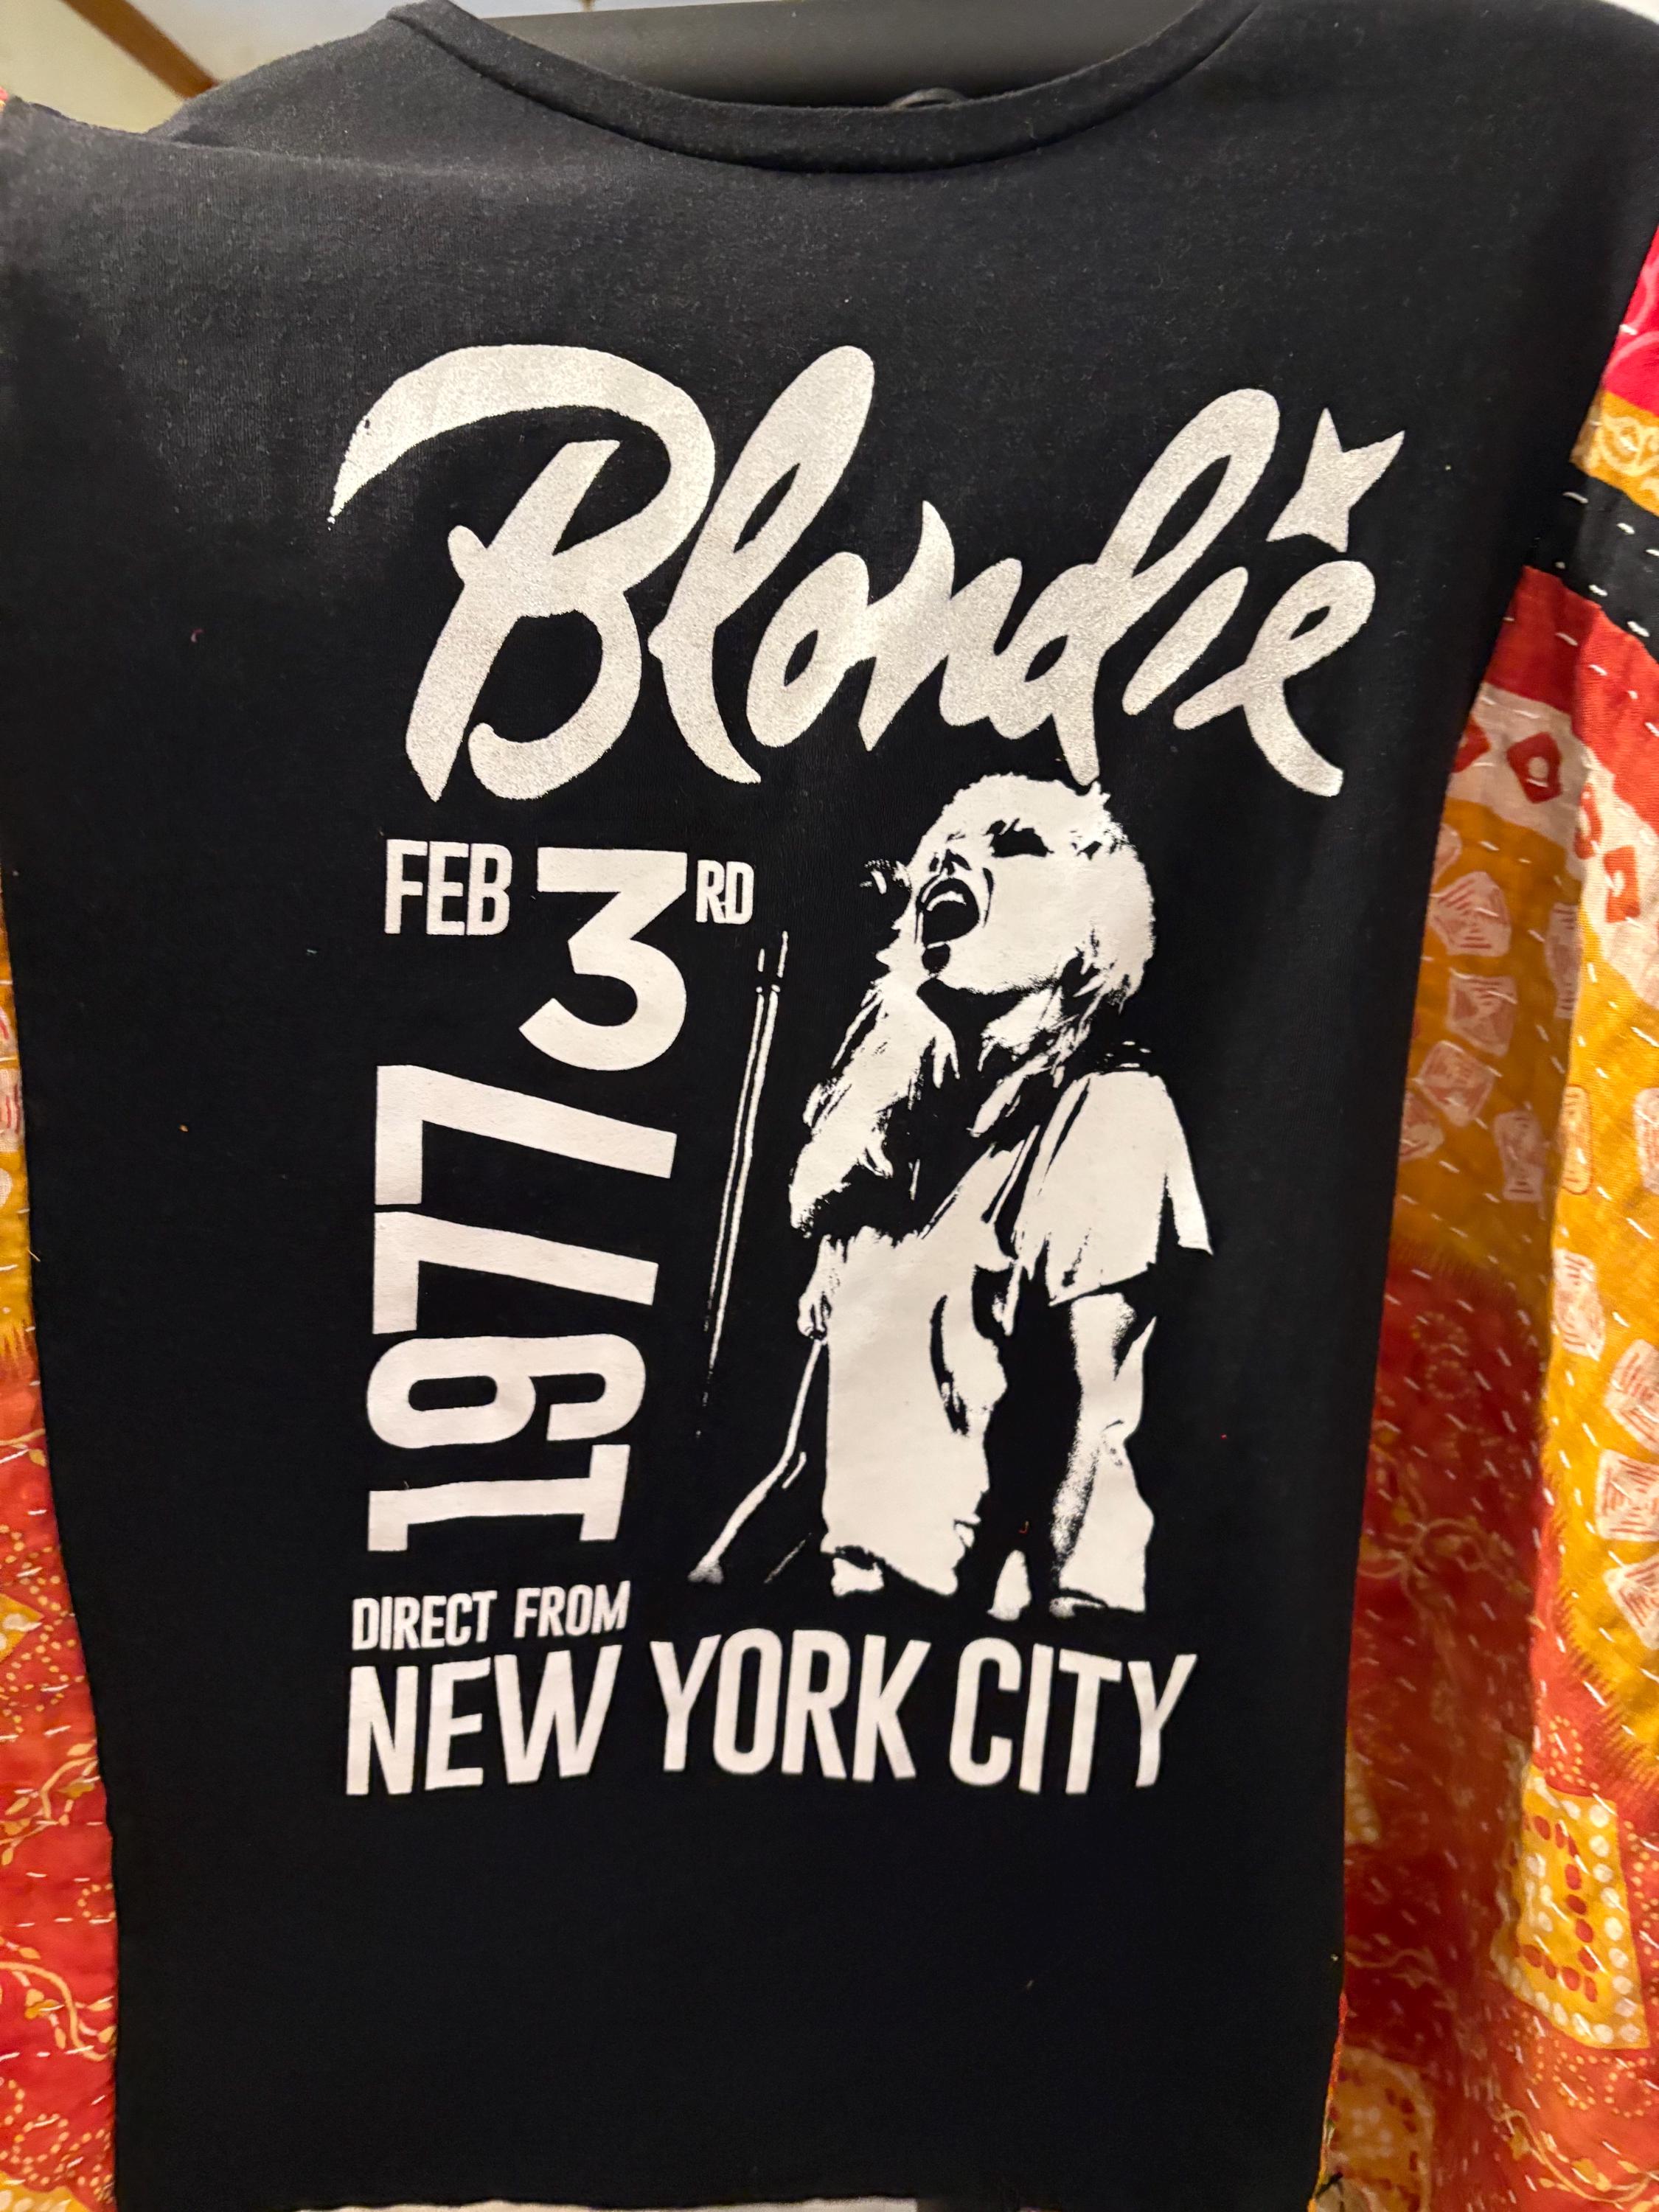 Blondie
FEB 3RD
1977
DIRECT FROM
NEW YORK CITY